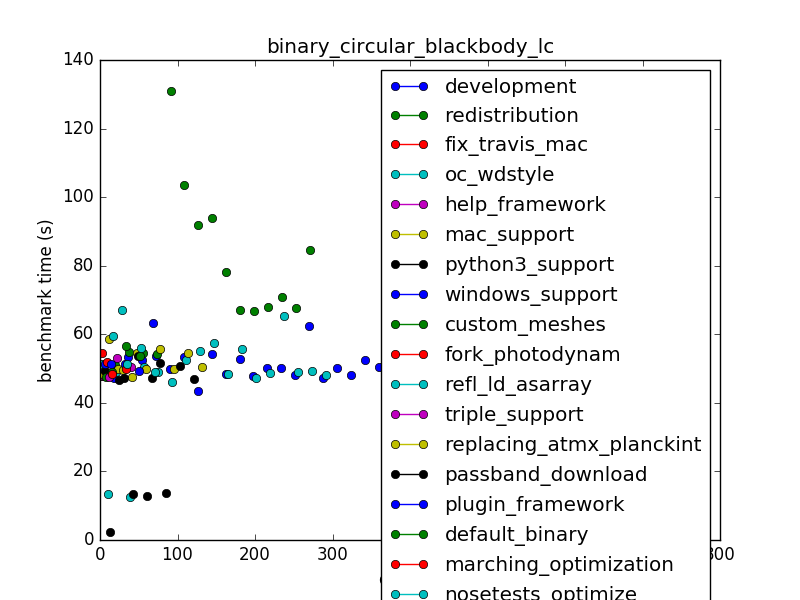 binary_circular_blackbody_lc
140
120
100
80
60
40
20
0
benchmark time (s)
0
100
200
300
800
development
redistribution
fix_travis_mac
oc_wdstyle
help_framework
mac_support
python3_support
windows_support
custom_meshes
fork_photodynam
refl_ld_asarray
triple_support
replacing_atmx_planckint
passband_download
plugin_framework
default_binary
marching_optimization
nosetests_optimize